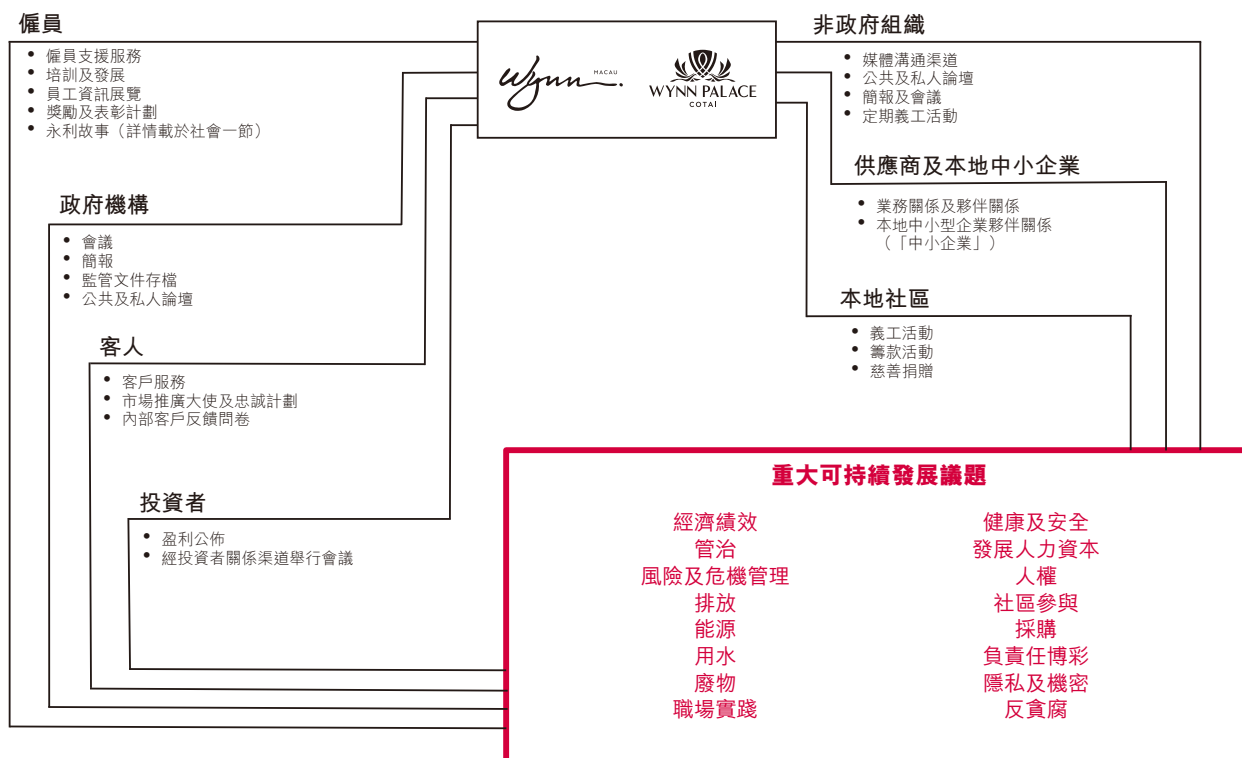 僱員
• 僱員支援服務
• 培訓及發展
• 員工資訊展覽
• 獎勵及表彰計劃
• 永利故事（詳情載於社會一節）
政府機構
• 會議
• 簡報
• 監管文件存檔
• 公共及私人論壇
客人
• 客戶服務
• 市場推廣大使及忠誠計劃
• 內部客戶反饋問卷
投資者
• 盈利公佈
• 經投資者關係渠道舉行會議
Wynn MACAU
WYNN PALACE
COTAI
非政府組織
• 媒體溝通渠道
• 公共及私人論壇
• 簡報及會議
• 定期義工活動
供應商及本地中小企業
• 業務關係及夥伴關係
• 本地中小型企業夥伴關係
（「中小企業」）
本地社區
• 義工活動
• 籌款活動
• 慈善捐贈
重大可持續發展議題
經濟績效
管治
風險及危機管理
排放
能源
用水
廢物
職場實踐
健康及安全
發展人力資本
人權
社區參與
採購
負責任博彩
隱私及機密
反貪腐